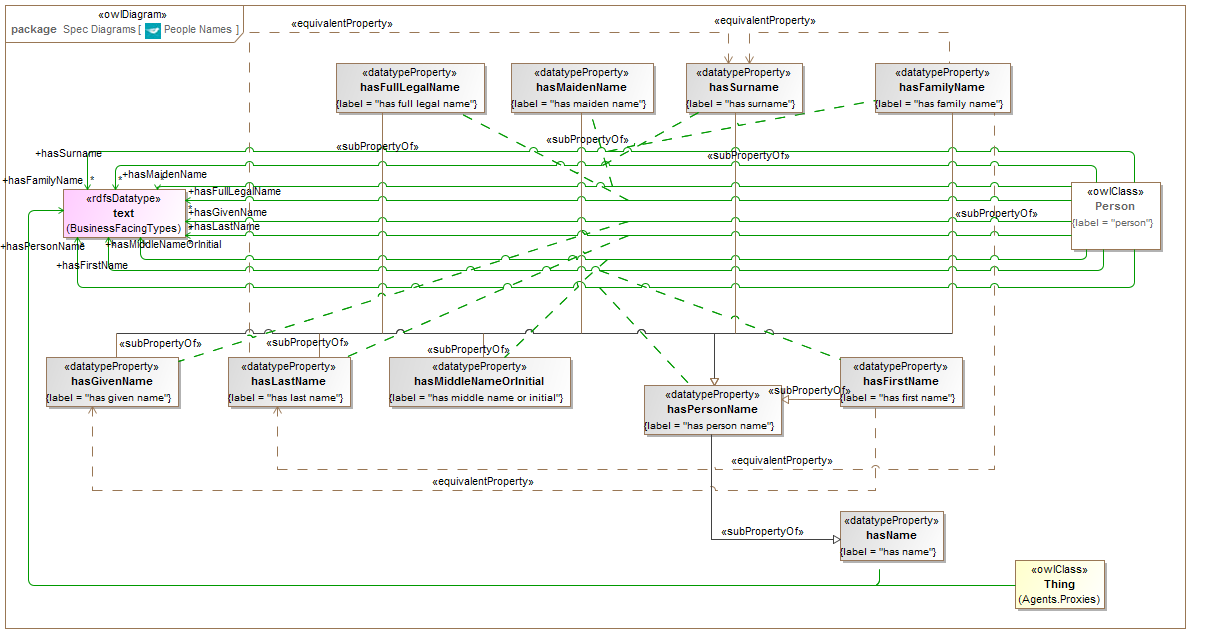 «owlDiagram»
package Spec Diagrams [ People Names ]
«equivalentProperty»
«equivalentProperty»
«datatypeProperty»
hasFullLegalName
{label = "has full legal name"}
«datatypeProperty»
hasMaidenName
{label = "has maiden name"}
«datatypeProperty»
hasSurname
{label = "has surname"}
«datatypeProperty»
hasFamilyName
{label = "has family name"}
«subPropertyOf»
«subPropertyOf»
«subPropertyOf»
+hasSurname
+hasMaidenName
+hasFamilyName
*
*
+hasFullLegalName
«rdfsDatatype»
text
(BusinessFacingTypes)
*
+hasGivenName
+hasLastName
+hasPersonName
+hasMiddleNameOrInitial
+hasFirstName
«owlClass»
Person
{label = "person"}
«subPropertyOf»
«subPropertyOf»
«subPropertyOf»
«subPropertyOf»
«datatypeProperty»
hasGivenName
{label = "has given name"}
«datatypeProperty»
hasLastName
{label = "has last name"}
«datatypeProperty»
hasMiddleNameOrInitial
{label = "has middle name or initial"}
«datatypeProperty»
hasPersonName
{label = "has person name"}
«subPropertyOf»
«datatypeProperty»
hasFirstName
{label = "has first name"}
«equivalentProperty»
«equivalentProperty»
«subPropertyOf»
«datatypeProperty»
hasName
{label = "has name"}
«owlClass»
Thing
(Agents.Proxies)